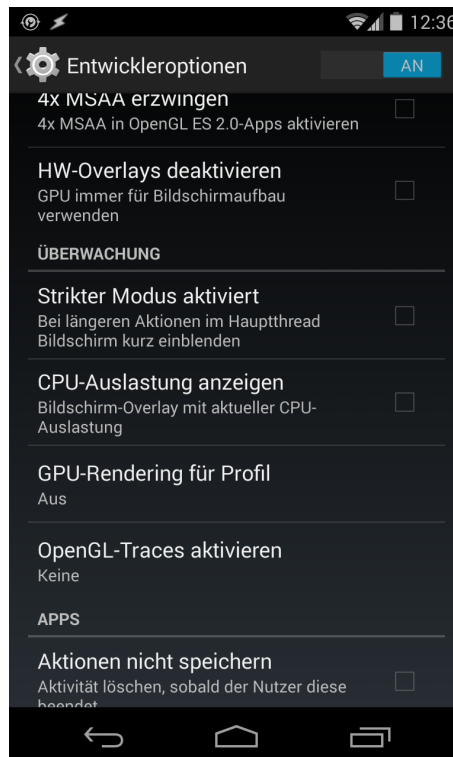 12:36
Entwickleroptionen
AN
4x MSAA erzwingen
4x MSAA in OpenGL ES 2.0-Apps aktivieren
HW-Overlays deaktivieren
GPU immer für Bildschirmaufbau
verwenden
ÜBERWACHUNG
Strikter Modus aktiviert
Bei längeren Aktionen im Hauptthread
Bildschirm kurz einblenden
CPU-Auslastung anzeigen
Bildschirm-Overlay mit aktueller CPU-
Auslastung
GPU-Rendering für Profil
Aus
OpenGL-Traces aktivieren
Keine
APPS
Aktionen nicht speichern
Aktivität löschen, sobald der Nutzer diese
beendet